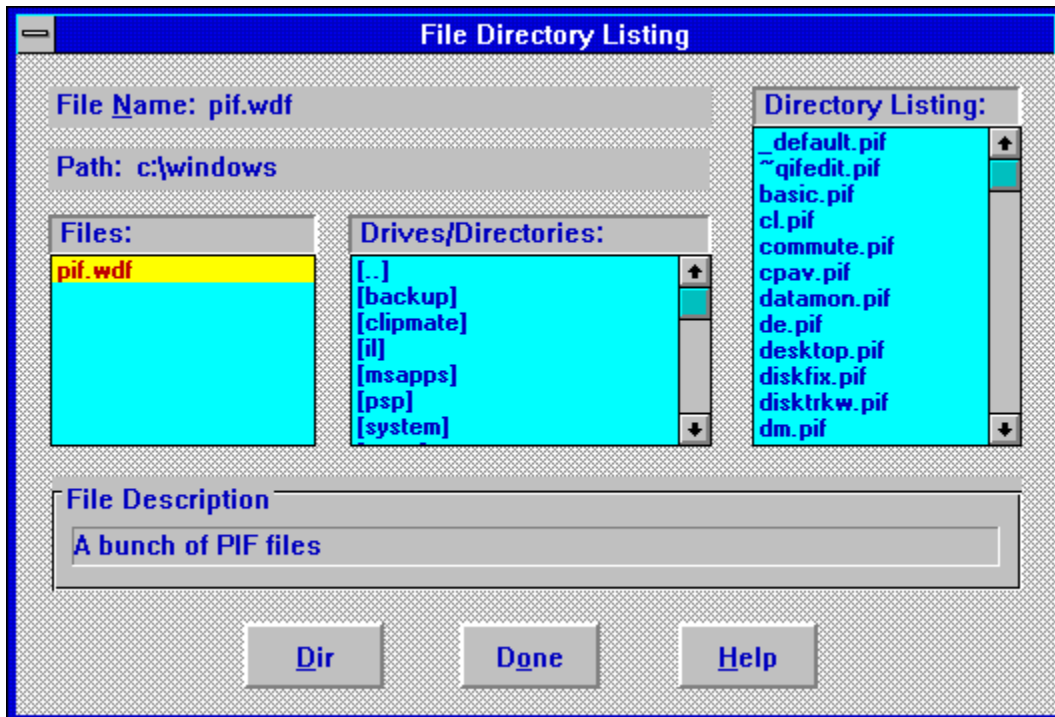 File Directory Listing
File Name: pif.wdf
Path: c:\windows
Files:
pif.wdf
Drives/Directories:
[..]
[backup]
[clipmate]
[il]
[msapps]
[psp]
[system]
Directory Listing:
_default.pif
~qifedit.pif
basic.pif
cl.pif
commute.pif
cpav.pif
datamon.pif
de.pif
desktop.pif
diskfix.pif
disktrkw.pif
dm.pif
File Description
A bunch of PIF files
Dir
Done
Help